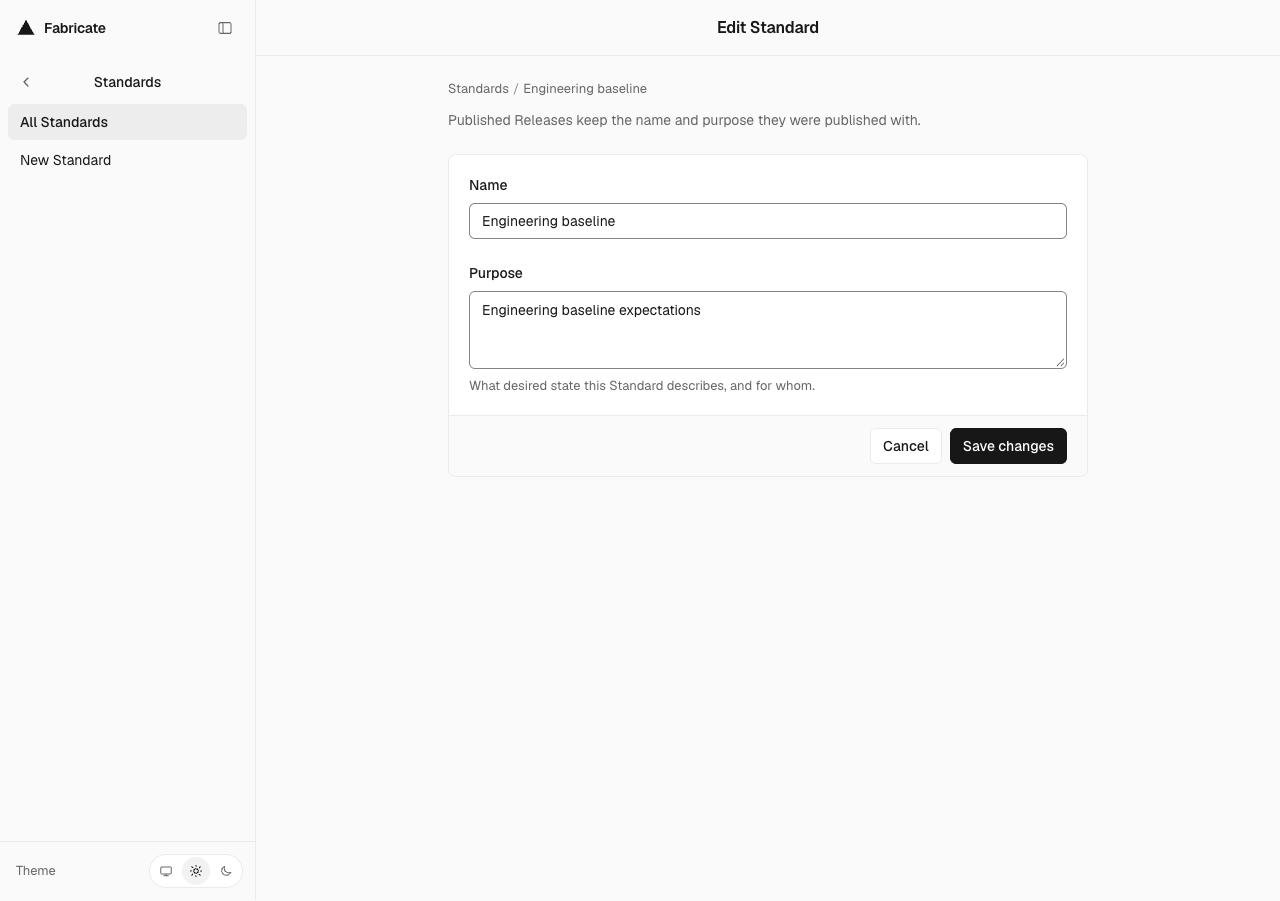 Fabricate
Edit Standard
Standards
All Standards
New Standard
Standards / Engineering baseline
Published Releases keep the name and purpose they were published with.
Name
Engineering baseline
Purpose
Engineering baseline expectations
What desired state this Standard describes, and for whom.
Cancel
Save changes
Theme